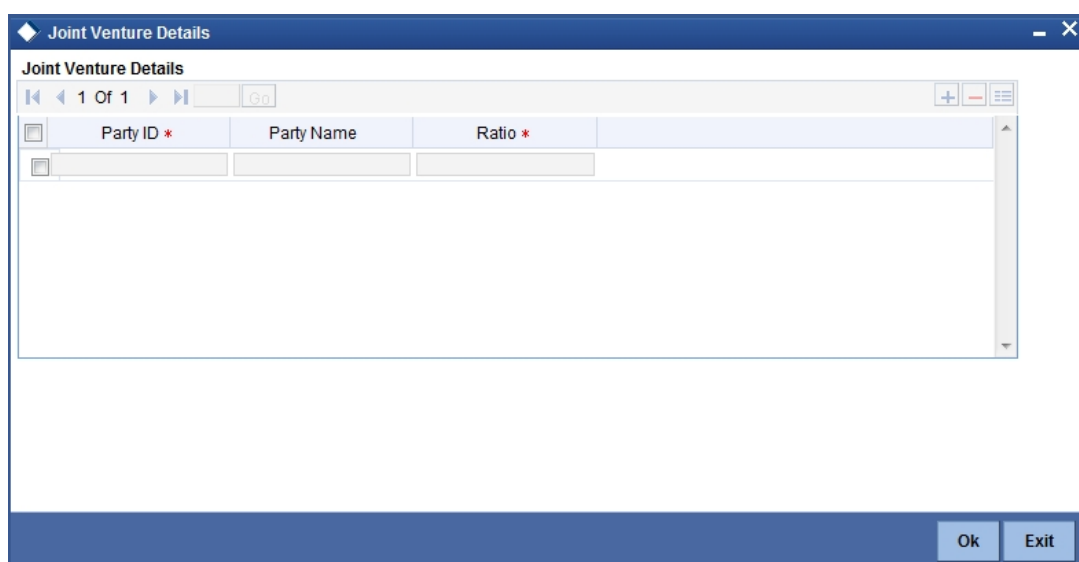 Joint Venture Details
Joint Venture Details
1 Of 1 Go
Party ID * Party Name Ratio *
Ok Exit